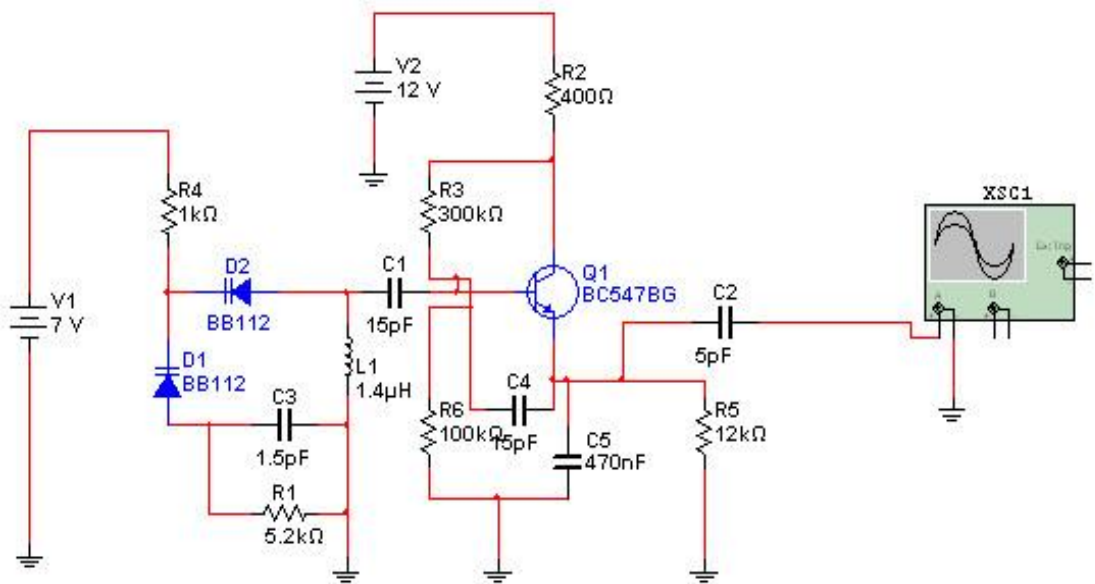 V2
12 V
R2
400Ω
R4
1kΩ
R3
300kΩ
XSC1
Ext Trig
D2
BB112
C1
15pF
Q1
BC547BG
V1
7 V
C2
5pF
A
B
D1
BB112
L1
1.4µH
C3
1.5pF
R6
100kΩ
C4
15pF
C5
470nF
R5
12kΩ
R1
5.2kΩ